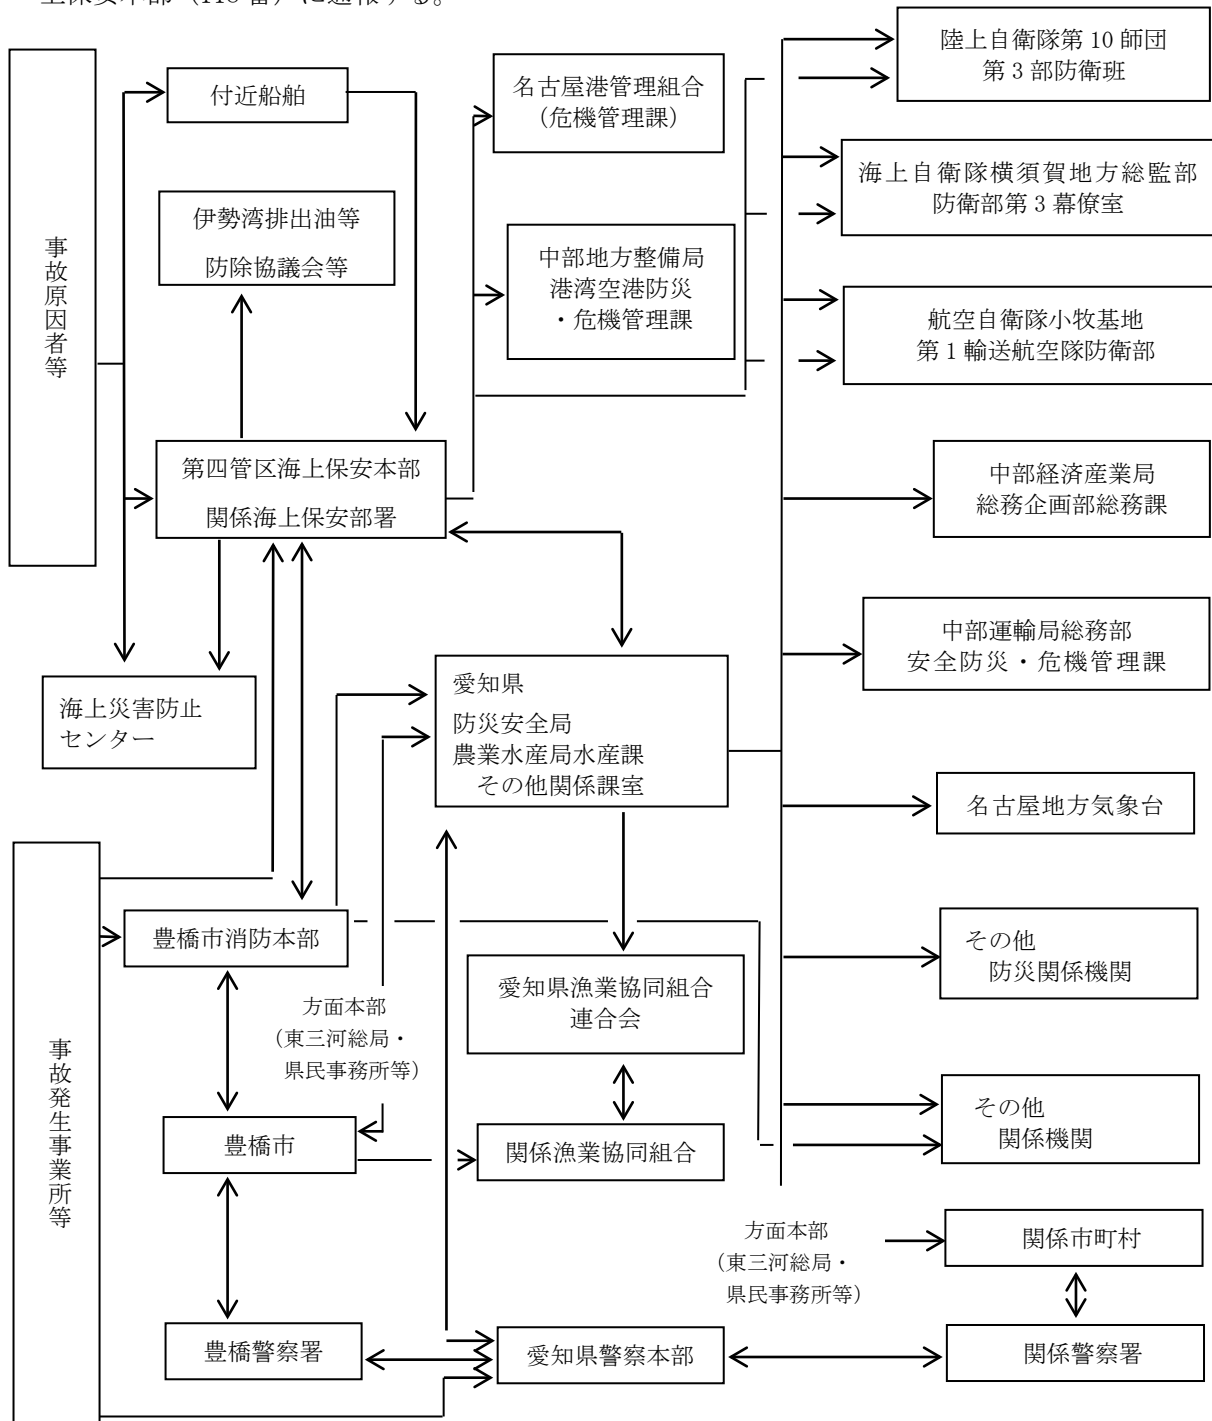 陸上自衛隊第10師団
第3部防衛班
付近船舶
名古屋港管理組合
（危機管理課）
海上自衛隊横須賀地方総監部
防衛部第3幕僚室
伊勢湾排出油等
防除協議会等
中部地方整備局
港湾空港防災
・危機管理課
事故原因者等
航空自衛隊小牧基地
第1輸送航空隊防衛部
第四管区海上保安本部
関係海上保安部署
中部経済産業局
総務企画部総務課
中部運輸局総務部
安全防災・危機管理課
海上災害防止
センター
愛知県
防災安全局
農業水産局水産課
その他関係課室
名古屋地方気象台
豊橋市消防本部
その他
防災関係機関
愛知県漁業協同組合
連合会
方面本部
（東三河総局・
県民事務所等）
事故発生事業所等
その他
関係機関
豊橋市
関係漁業協同組合
方面本部
（東三河総局・
県民事務所等）
関係市町村
豊橋警察署
愛知県警察本部
関係警察署